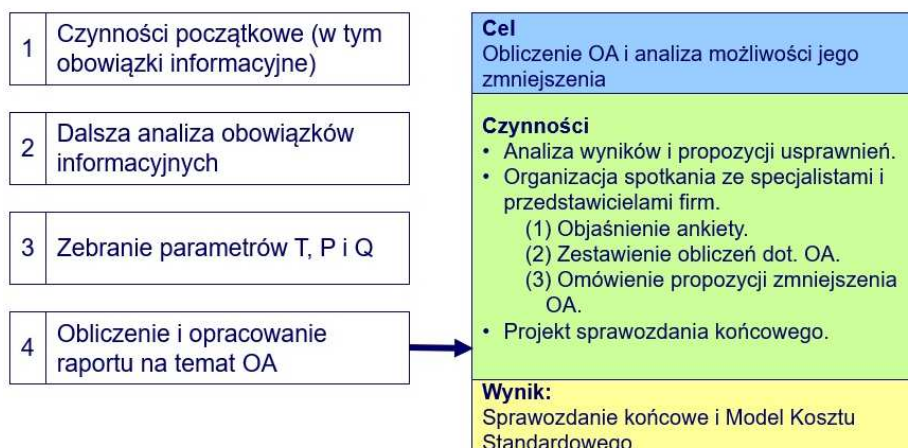 1
Czynności początkowe (w tym
obowiązki informacyjne)
2
Dalsza analiza obowiązków
informacyjnych
3
Zebranie parametrów T, P i Q
4
Obliczenie i opracowanie
raportu na temat OA
Cel
Obliczenie OA i analiza możliwości jego
zmniejszenia
Czynności
• Analiza wyników i propozycji usprawnień.
• Organizacja spotkania ze specjalistami i
przedstawicielami firm.
(1) Objaśnienie ankiety.
(2) Zestawienie obliczeń dot. OA.
(3) Omówienie propozycji zmniejszenia
OA.
• Projekt sprawozdania końcowego.
Wynik:
Sprawozdanie końcowe i Model Kosztu
Standardowego.